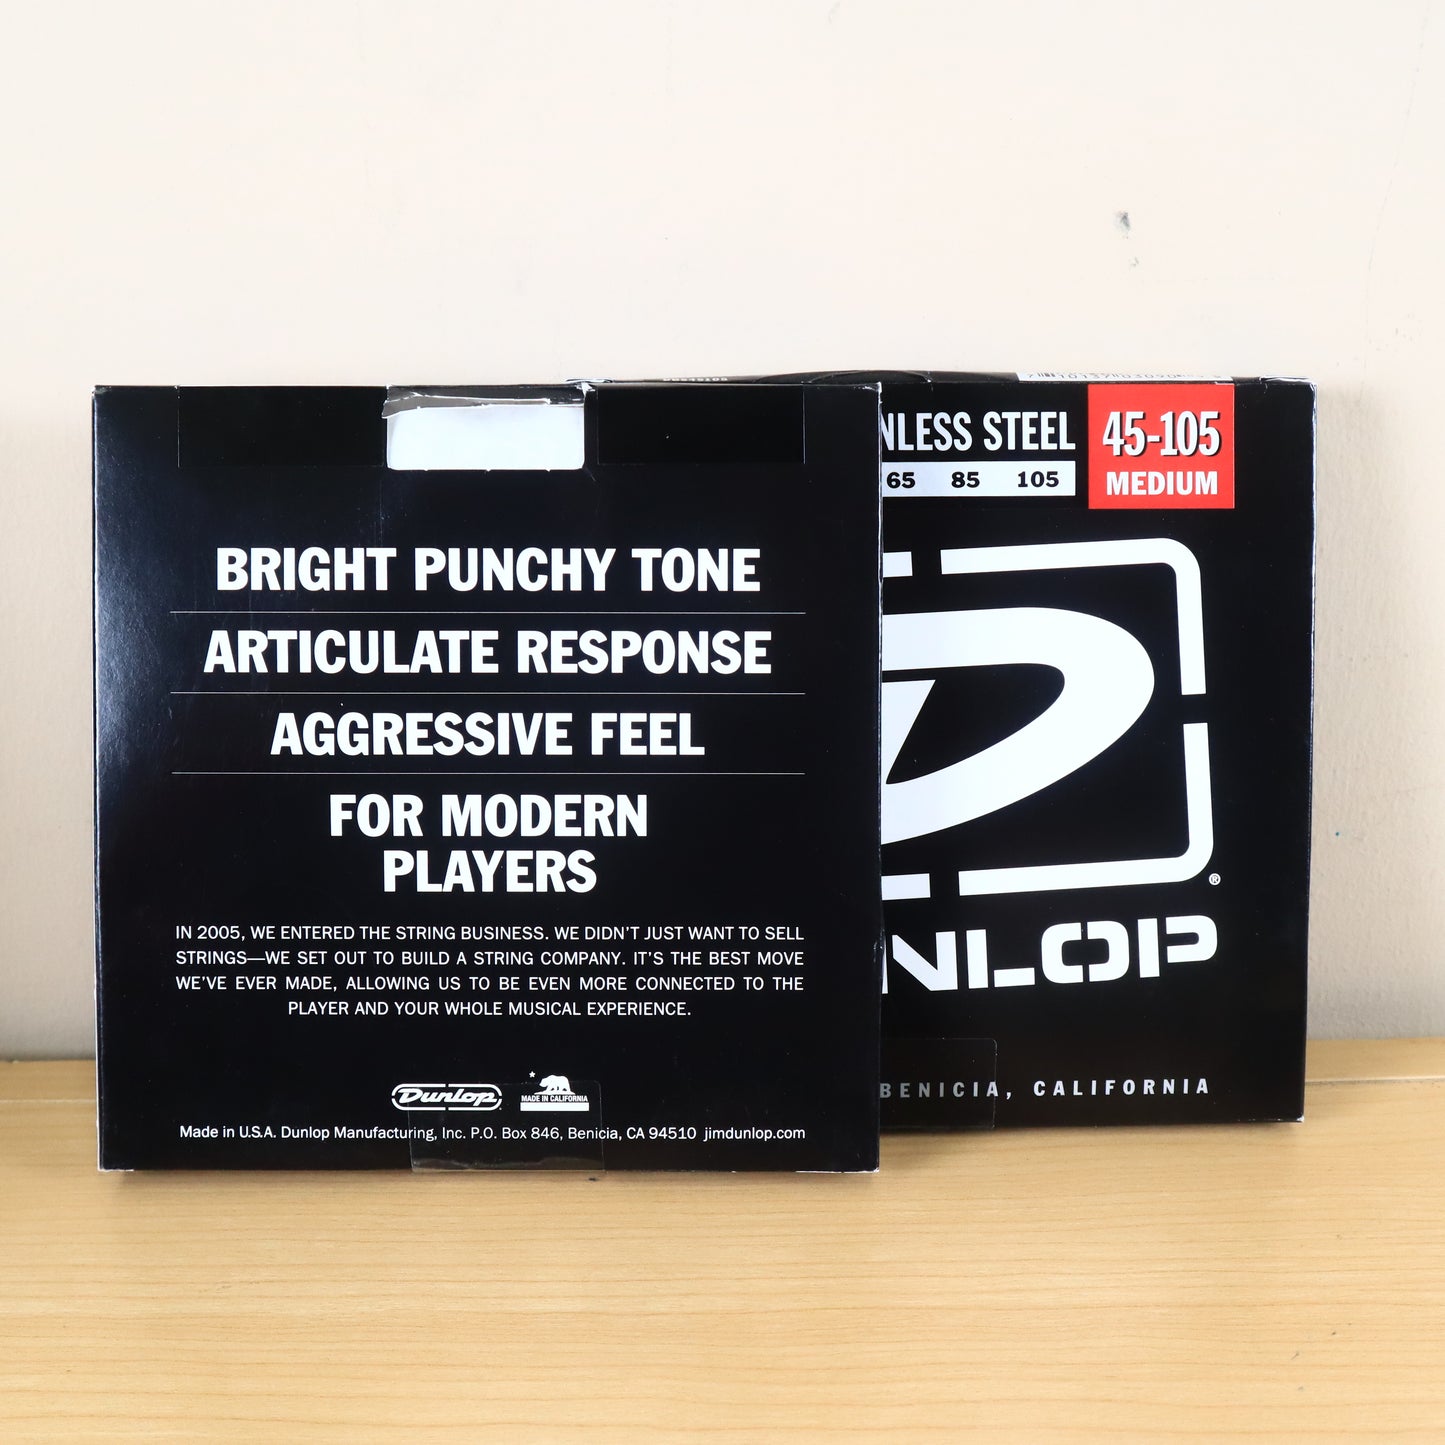 BRIGHT PUNCHY TONE
ARTICULATE RESPONSE
AGGRESSIVE FEEL
FOR MODERN
PLAYERS
IN 2005, WE ENTERED THE STRING BUSINESS. WE DIDN'T JUST WANT TO SELL
STRINGS—WE SET OUT TO BUILD A STRING COMPANY. IT'S THE BEST MOVE
WE'VE EVER MADE, ALLOWING US TO BE EVEN MORE CONNECTED TO THE
PLAYER AND YOUR WHOLE MUSICAL EXPERIENCE.
Dunlop
MADE IN CALIFORNIA
Made in U.S.A. Dunlop Manufacturing, Inc. P.O. Box 846, Benicia, CA 94510 jimdunlop.com
NLESS STEEL
65 85 105
45-105
MEDIUM
®
NLOP
BENICIA, CALIFORNIA